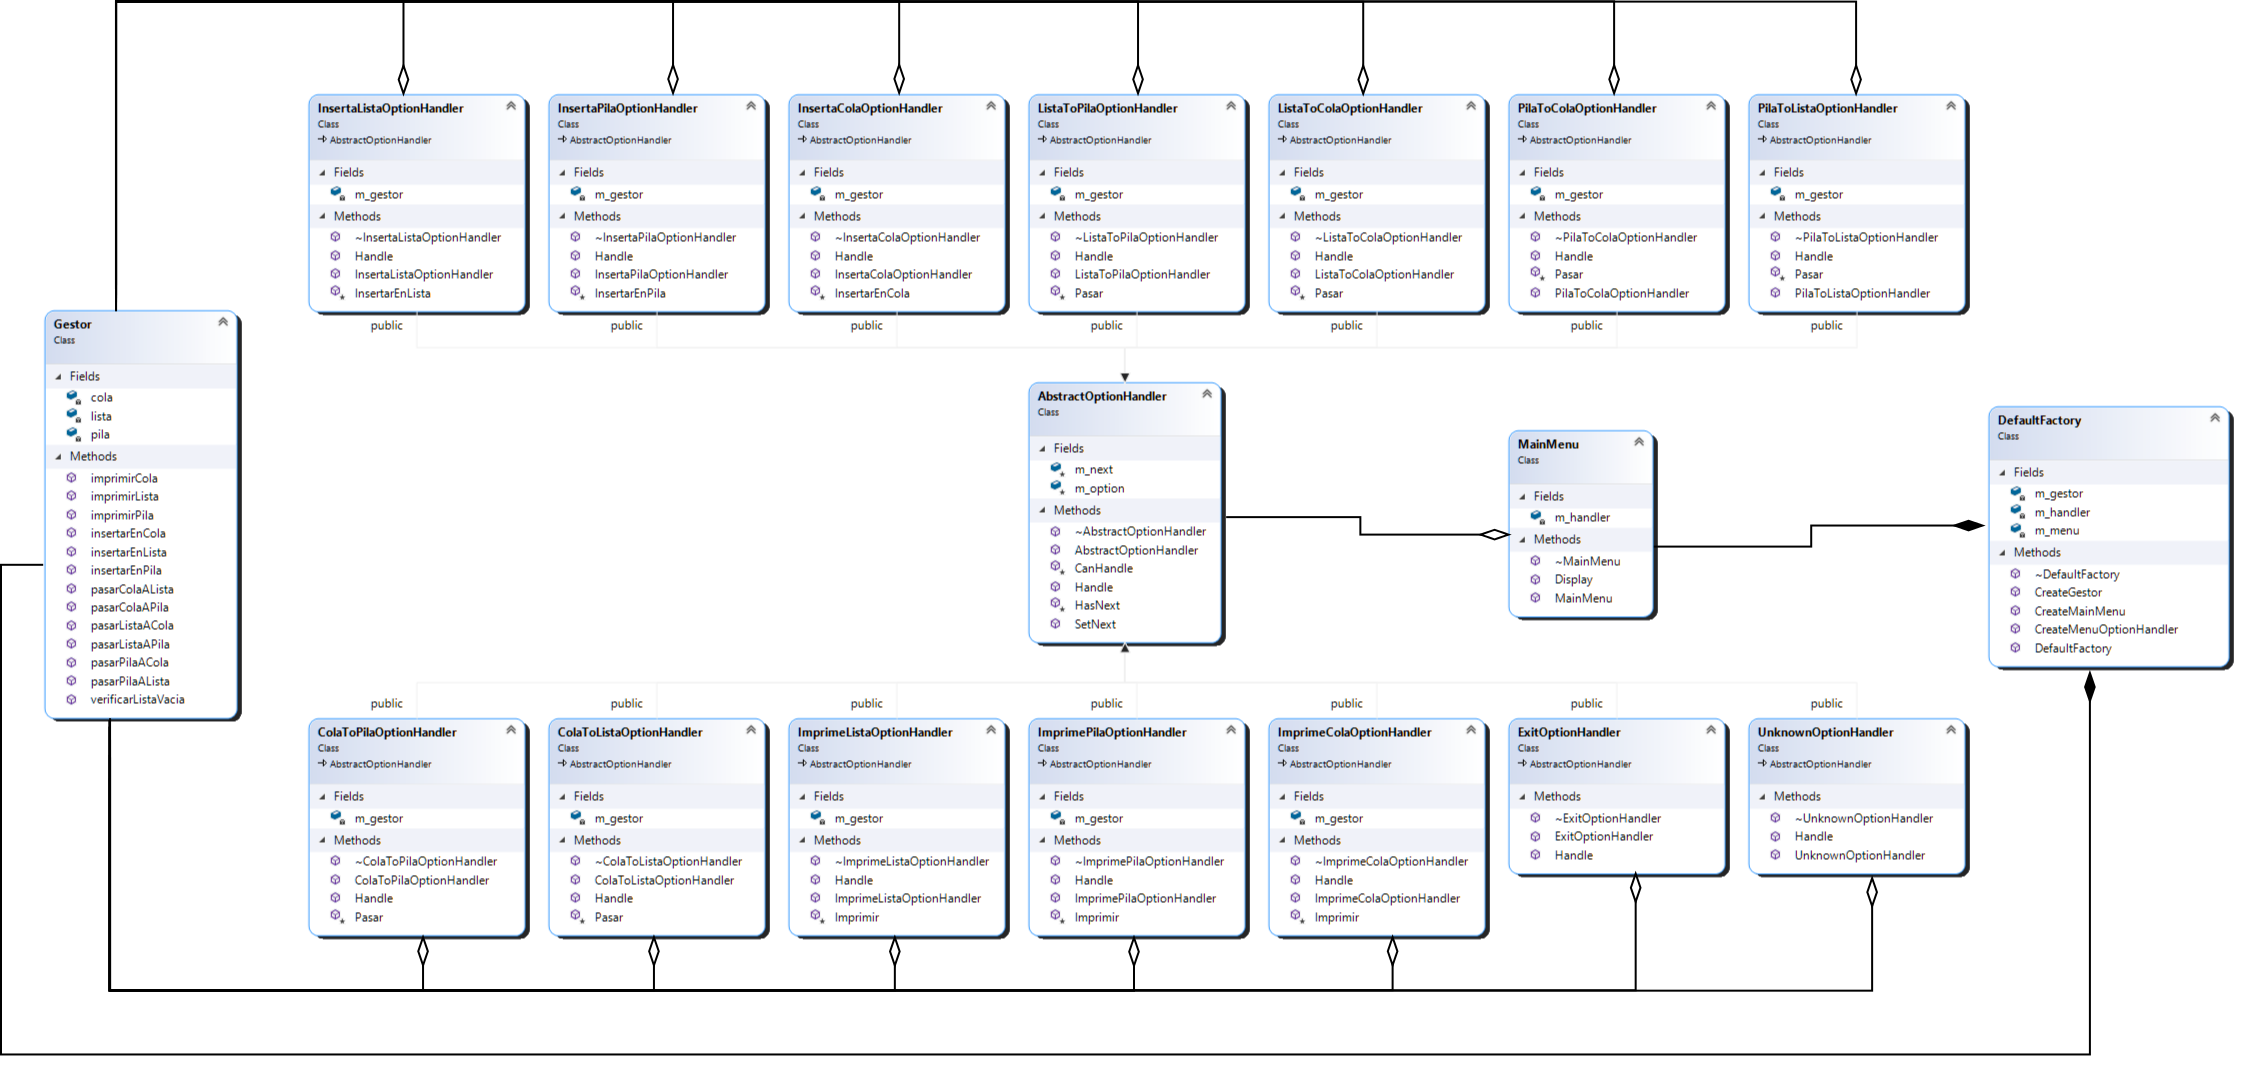 InsertaListaOptionHandler
Class
AbstractOptionHandler
Fields
m_gestor
Methods
~InsertaListaOptionHandler
Handle
InsertaListaOptionHandler
InsertarEnLista
public
InsertaPilaOptionHandler
Class
AbstractOptionHandler
Fields
m_gestor
Methods
~InsertaPilaOptionHandler
Handle
InsertaPilaOptionHandler
InsertarEnPila
public
InsertaColaOptionHandler
Class
AbstractOptionHandler
Fields
m_gestor
Methods
~InsertaColaOptionHandler
Handle
InsertaColaOptionHandler
InsertarEnCola
public
ListaToPilaOptionHandler
Class
AbstractOptionHandler
Fields
m_gestor
Methods
~ListaToPilaOptionHandler
Handle
ListaToPilaOptionHandler
Pasar
public
ListaToColaOptionHandler
Class
AbstractOptionHandler
Fields
m_gestor
Methods
~ListaToColaOptionHandler
Handle
ListaToColaOptionHandler
Pasar
public
PilaToColaOptionHandler
Class
AbstractOptionHandler
Fields
m_gestor
Methods
~PilaToColaOptionHandler
Handle
Pasar
PilaToColaOptionHandler
public
PilaToListaOptionHandler
Class
AbstractOptionHandler
Fields
m_gestor
Methods
~PilaToListaOptionHandler
Handle
Pasar
PilaToListaOptionHandler
public
Gestor
Class
Fields
cola
lista
pila
Methods
imprimirCola
imprimirLista
imprimirPila
insertarEnCola
insertarEnLista
insertarEnPila
pasarColaALista
pasarColaAPila
pasarListaACola
pasarListaAPila
pasarPilaACola
pasarPilaALista
verificarListaVacia
AbstractOptionHandler
Class
Fields
m_next
m_option
Methods
~AbstractOptionHandler
AbstractOptionHandler
CanHandle
Handle
HasNext
SetNext
MainMenu
Class
Fields
m_handler
Methods
~MainMenu
Display
MainMenu
DefaultFactory
Class
Fields
m_gestor
m_handler
m_menu
Methods
~DefaultFactory
CreateGestor
CreateMainMenu
CreateMenuOptionHandler
DefaultFactory
public
ColaToPilaOptionHandler
Class
AbstractOptionHandler
Fields
m_gestor
Methods
~ColaToPilaOptionHandler
ColaToPilaOptionHandler
Handle
Pasar
public
ColaToListaOptionHandler
Class
AbstractOptionHandler
Fields
m_gestor
Methods
~ColaToListaOptionHandler
ColaToListaOptionHandler
Handle
Pasar
public
ImprimeListaOptionHandler
Class
AbstractOptionHandler
Fields
m_gestor
Methods
~ImprimeListaOptionHandler
Handle
ImprimeListaOptionHandler
Imprimir
public
ImprimePilaOptionHandler
Class
AbstractOptionHandler
Fields
m_gestor
Methods
~ImprimePilaOptionHandler
Handle
ImprimePilaOptionHandler
Imprimir
public
ImprimeColaOptionHandler
Class
AbstractOptionHandler
Fields
m_gestor
Methods
~ImprimeColaOptionHandler
Handle
ImprimeColaOptionHandler
Imprimir
public
ExitOptionHandler
Class
AbstractOptionHandler
Methods
~ExitOptionHandler
ExitOptionHandler
Handle
public
UnknownOptionHandler
Class
AbstractOptionHandler
Methods
~UnknownOptionHandler
Handle
UnknownOptionHandler